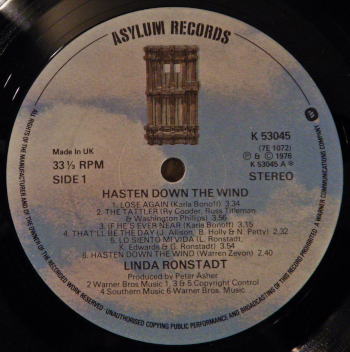 ASYLUM RECORDS
K 53045
(7E 1072)
Ⓟ & © 1976
K 53045 A
STEREO
Made in UK
33⅓ RPM
SIDE 1
HASTEN DOWN THE WIND
1. LOSE AGAIN (Karla Bonoff) 3.34
2. THE TATTLER (Ry Cooder, Russ Titleman
& Washington Phillips) 3.56
3. IF HE'S EVER NEAR (Karla Bonoff)
4. THAT'LL BE THE DAY (J. Allison, B. Holly & N. Petty) 2.32
5. LO SIENTO MI VIDA (L. Ronstadt,
K. Edwards & G. Ronstadt)
6. HASTEN DOWN THE WIND (Warren Zevon) 2.40
LINDA RONSTADT
Produced by Peter Asher
2 Warner Bros Music 1, 3 & 5 Copyright Control
4 Southern Music 6 Warner Bros. Music
ALL RIGHTS OF THE MANUFACTURER AND OF THE OWNER OF THE RECORDED WORK RESERVED
UNAUTHORISED COPYING PUBLIC PERFORMANCE AND BROADCASTING OF THIS RECORD PROHIBITED
A WARNER COMMUNICATIONS COMPANY